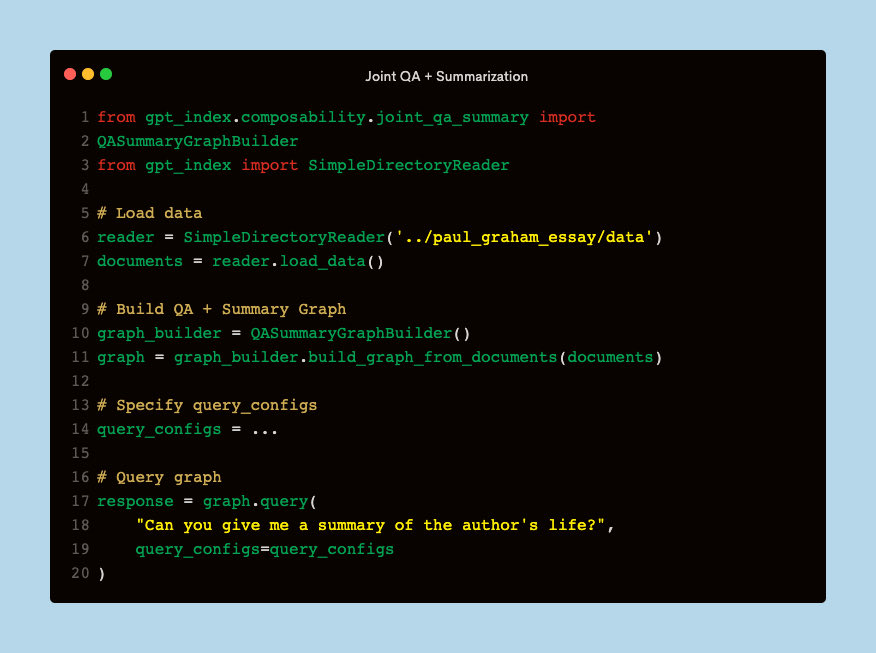 Joint QA + Summarization
1 from gpt_index.composability.joint_qa_summary import
2 QASummaryGraphBuilder
3 from gpt_index import SimpleDirectoryReader
4
5 # Load data
6 reader = SimpleDirectoryReader('../paul_graham_essay/data')
7 documents = reader.load_data()
8
9 # Build QA + Summary Graph
10 graph_builder = QASummaryGraphBuilder()
11 graph = graph_builder.build_graph_from_documents(documents)
12
13 # Specify query_configs
14 query_configs = ...
15
16 # Query graph
17 response = graph.query(
18     "Can you give me a summary of the author's life?",
19     query_configs=query_configs
20 )